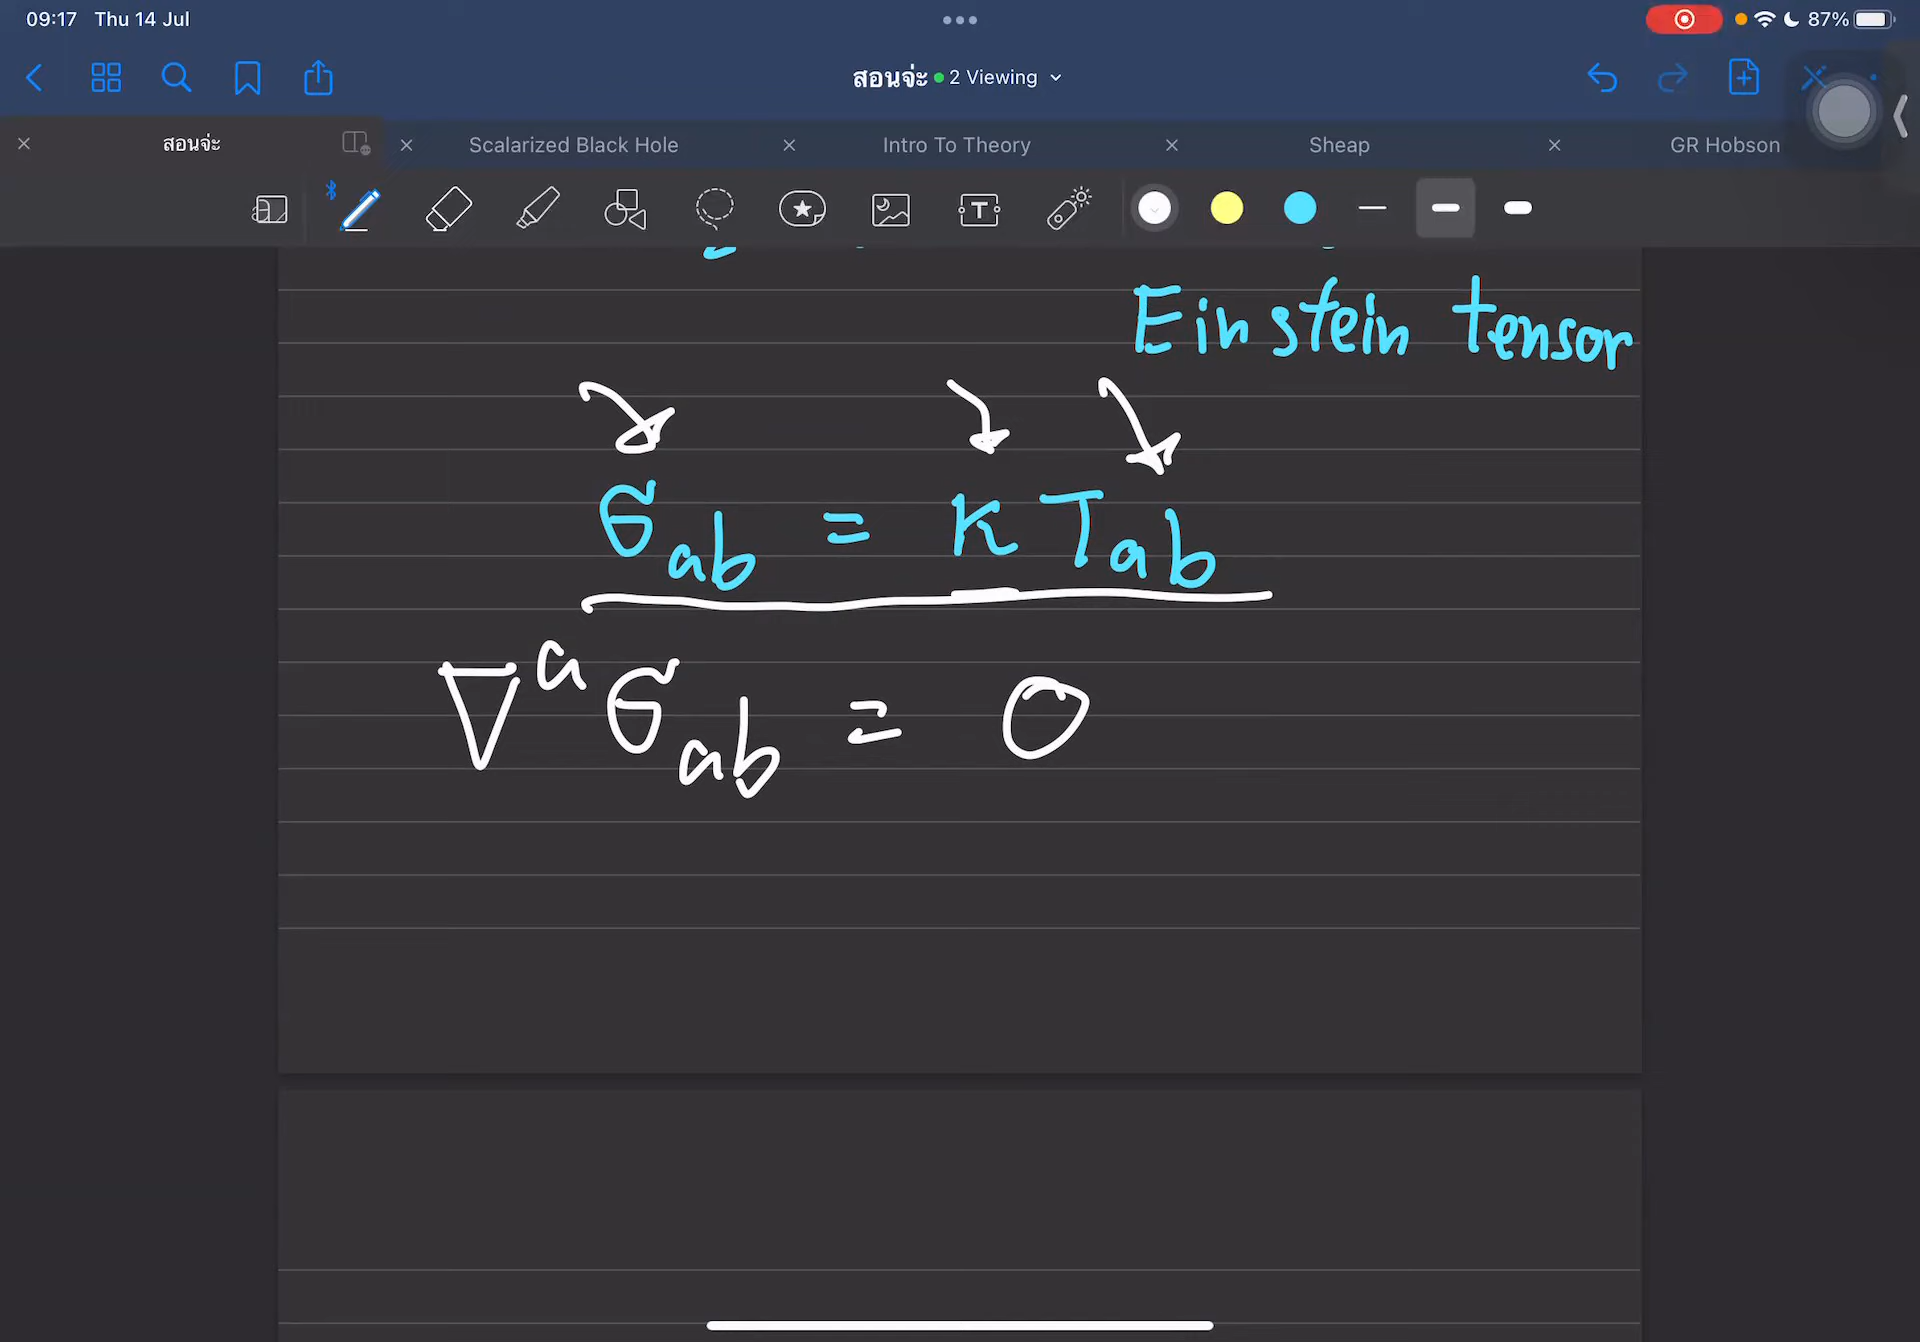 09:17 Thu 14 Jul
87%
สอนจ่ะ 2 Viewing
สอนจ่ะ
Scalarized Black Hole
Intro To Theory
Sheap
GR Hobson
T
Einstein tensor
G_ab = κ T_ab
∇^a G_ab = 0